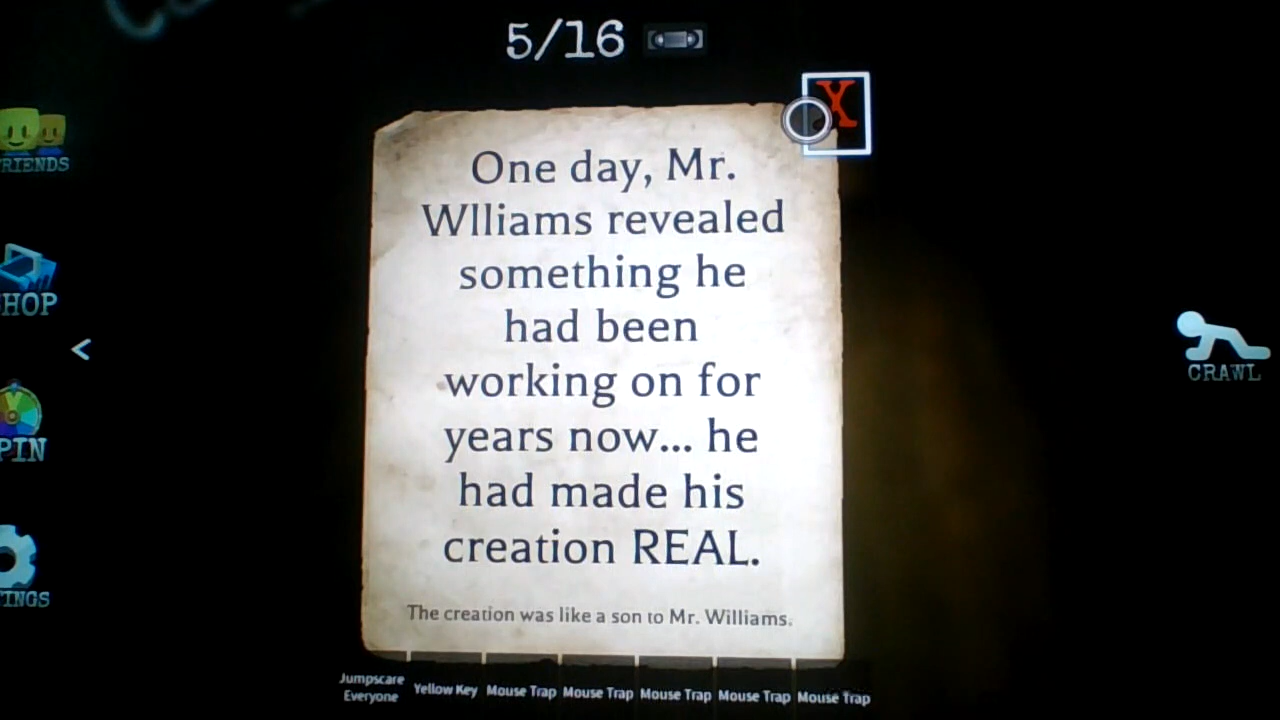 5/16
X
FRIENDS
SHOP
<
SPIN
TINGS
One day, Mr.
Wlliams revealed
something he
had been
working on for
years now... he
had made his
creation REAL.
The creation was like a son to Mr. Williams.
CRAWL
Jumpscare
Everyone
Yellow Key
Mouse Trap
Mouse Trap
Mouse Trap
Mouse Trap
Mouse Trap